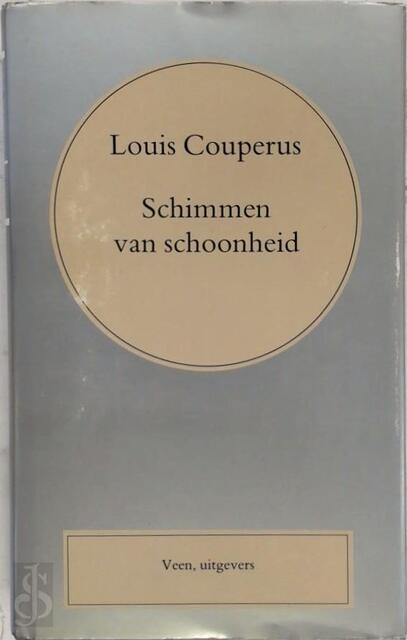 Louis Couperus
Schimmen
van schoonheid
Veen, uitgevers